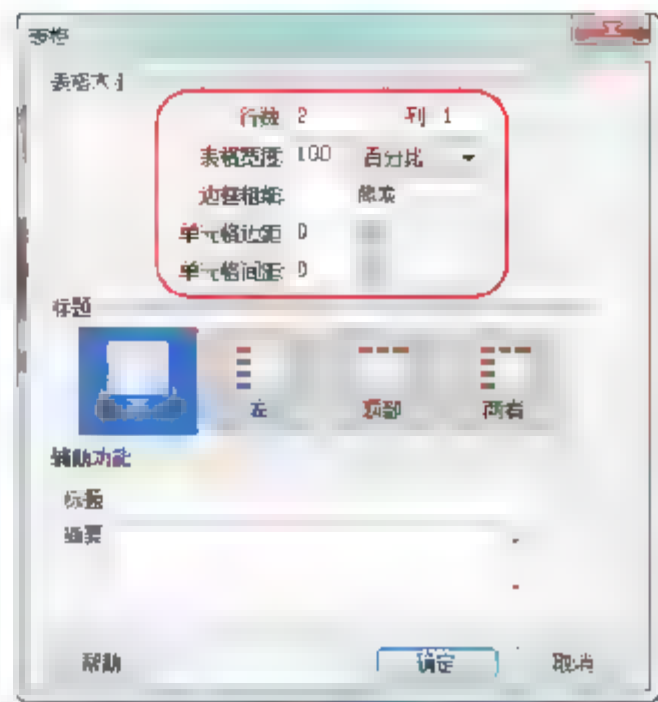 表格
表格大小
行数: 2 列: 1
表格宽度: 100 百分比
边框粗细: 像素
单元格边距: 0
单元格间距: 0
标题
左 顶部 两者
辅助功能
标题:
摘要:
帮助 确定 取消